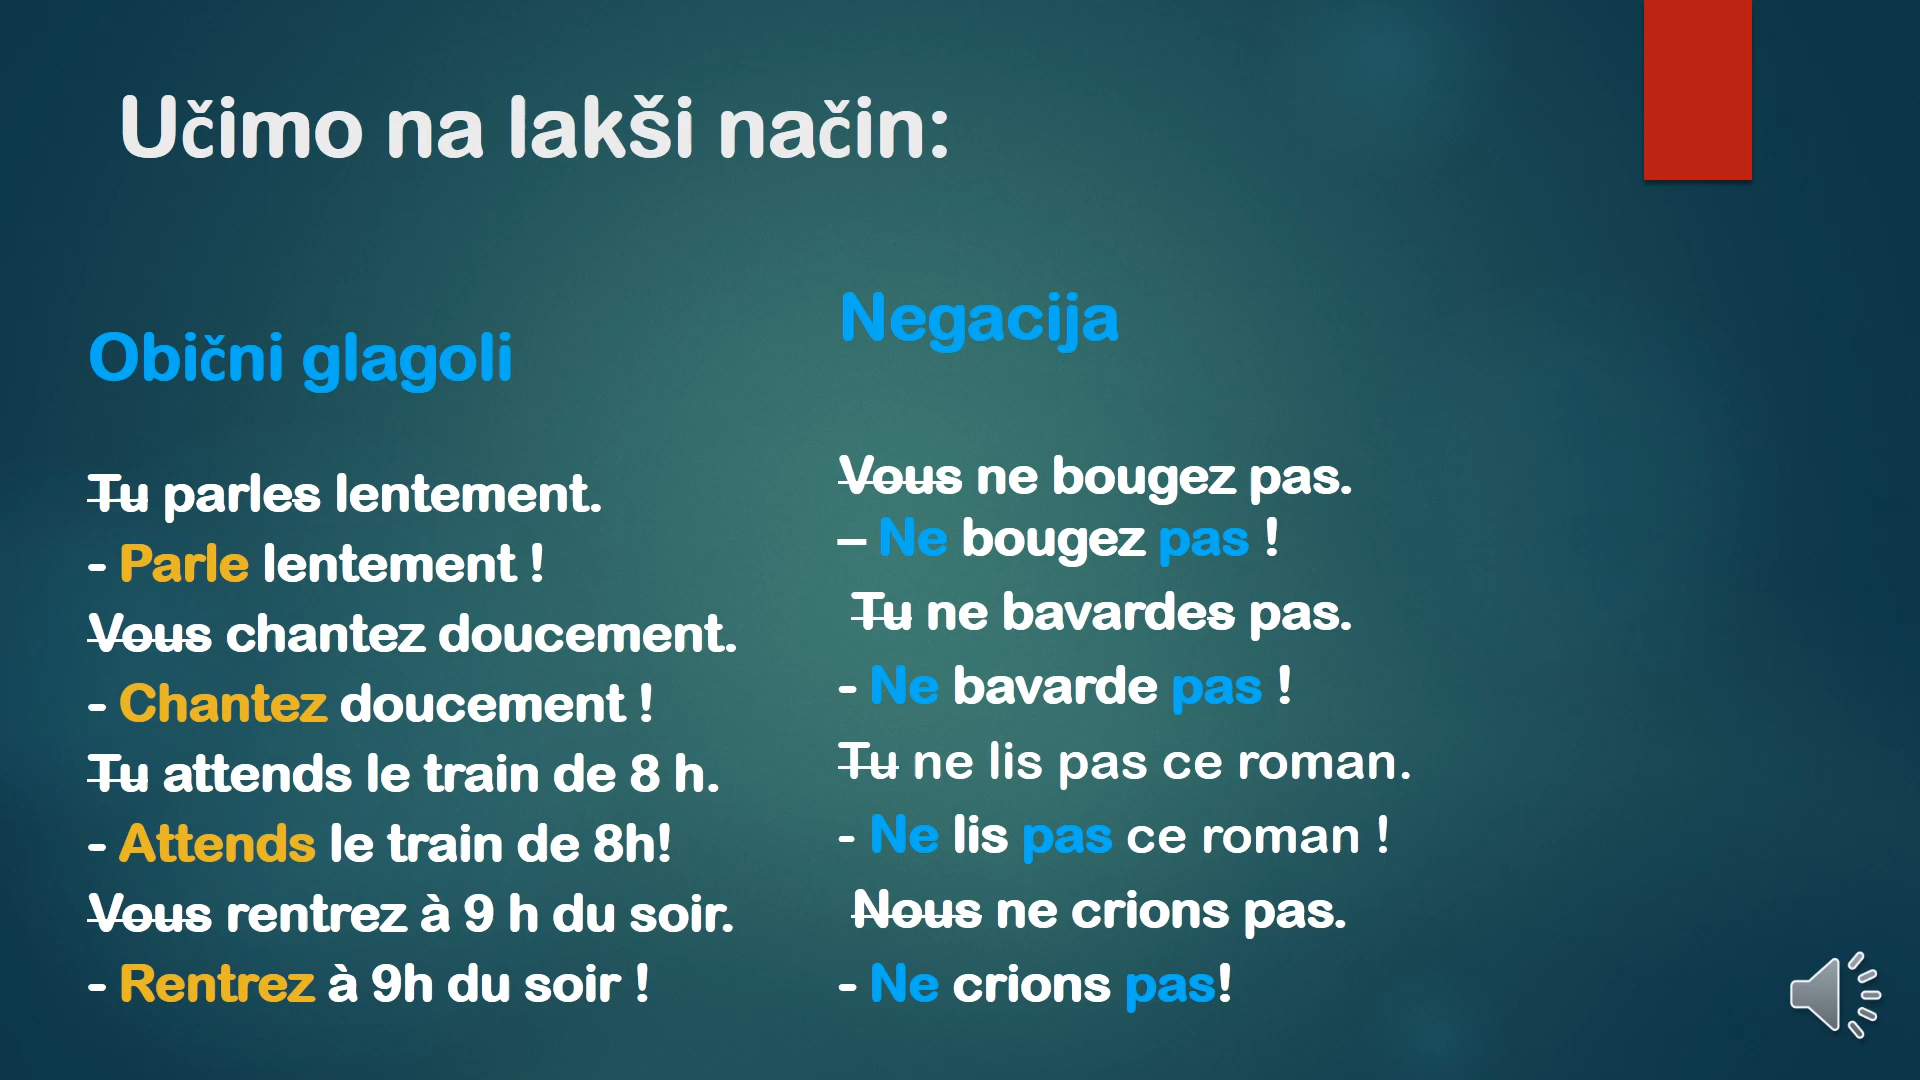 Učimo na lakši način:
Obični glagoli
Tu parles lentement.
- Parle lentement !
Vous chantez doucement.
- Chantez doucement !
Tu attends le train de 8 h.
- Attends le train de 8h!
Vous rentrez à 9 h du soir.
- Rentrez à 9h du soir !
Negacija
Vous ne bougez pas.
– Ne bougez pas !
Tu ne bavardes pas.
- Ne bavarde pas !
Tu ne lis pas ce roman.
- Ne lis pas ce roman !
Nous ne crions pas.
- Ne crions pas!